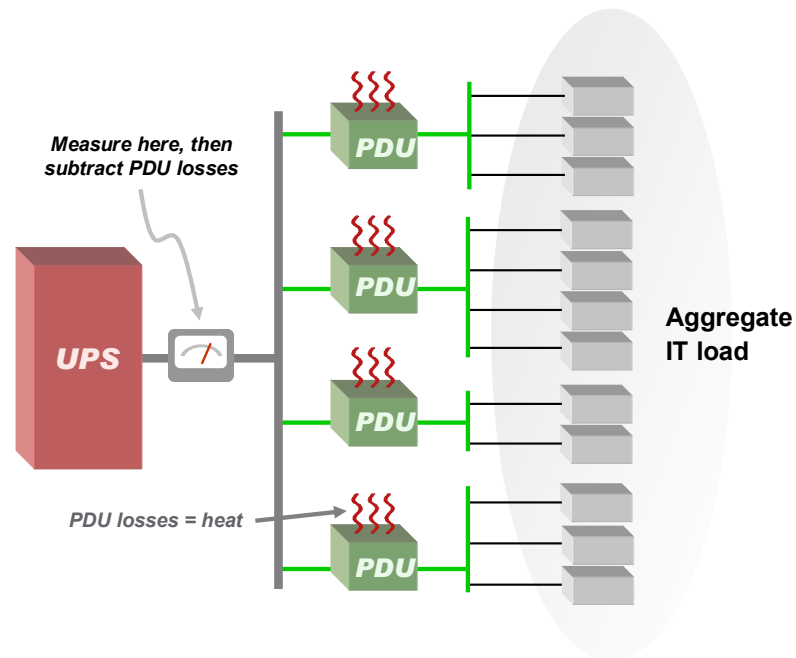 Measure here, then
subtract PDU losses
UPS
PDU
PDU
PDU
PDU
Aggregate
IT load
PDU losses = heat